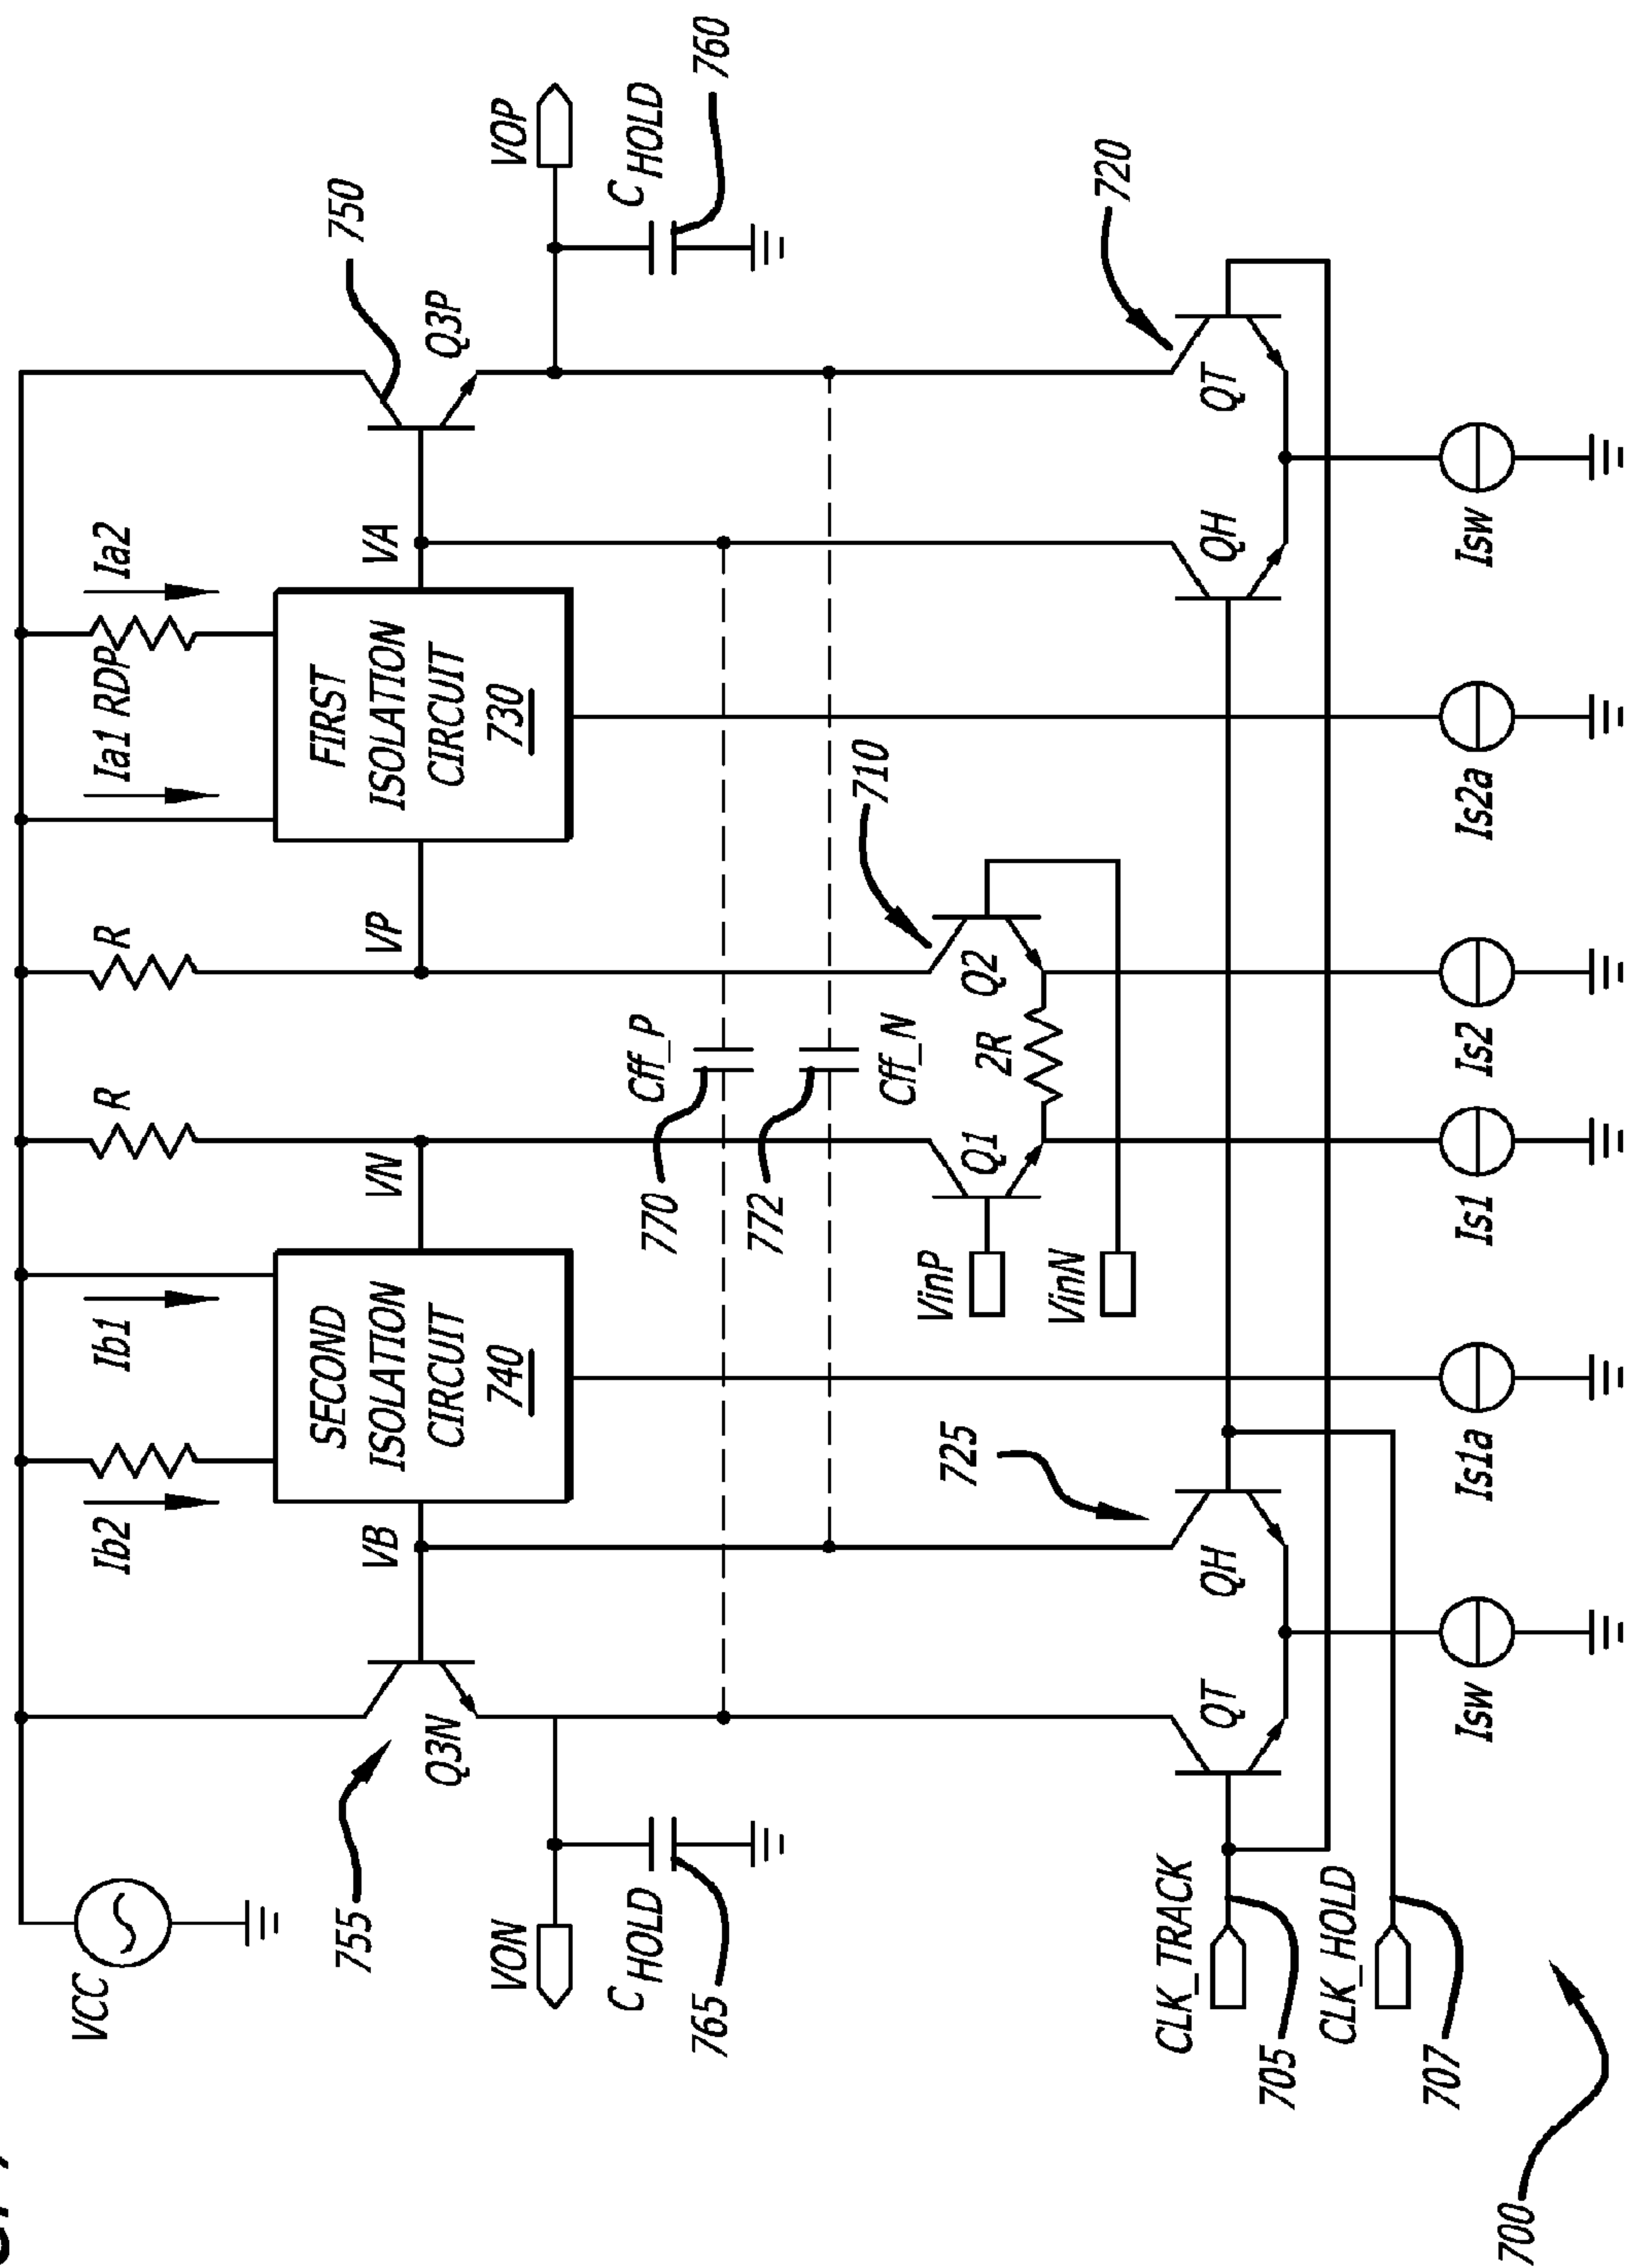 VCC
Ib2
Ib1
R
R
Ia1 RDP
Ia2
755
Q3N
VB
SECOND
ISOLATION
CIRCUIT
740
VN
VP
FIRST
ISOLATION
CIRCUIT
730
VA
750
Q3P
VON
VOP
C HOLD
765
C HOLD
760
Cff_P
770
772
Cff_N
710
VinP
Q1
2R
Q2
VinN
725
720
CLK_TRACK
QT
QH
QH
QT
705
CLK_HOLD
707
Isw
Is1a
Is1
Is2
Is2a
Isw
700